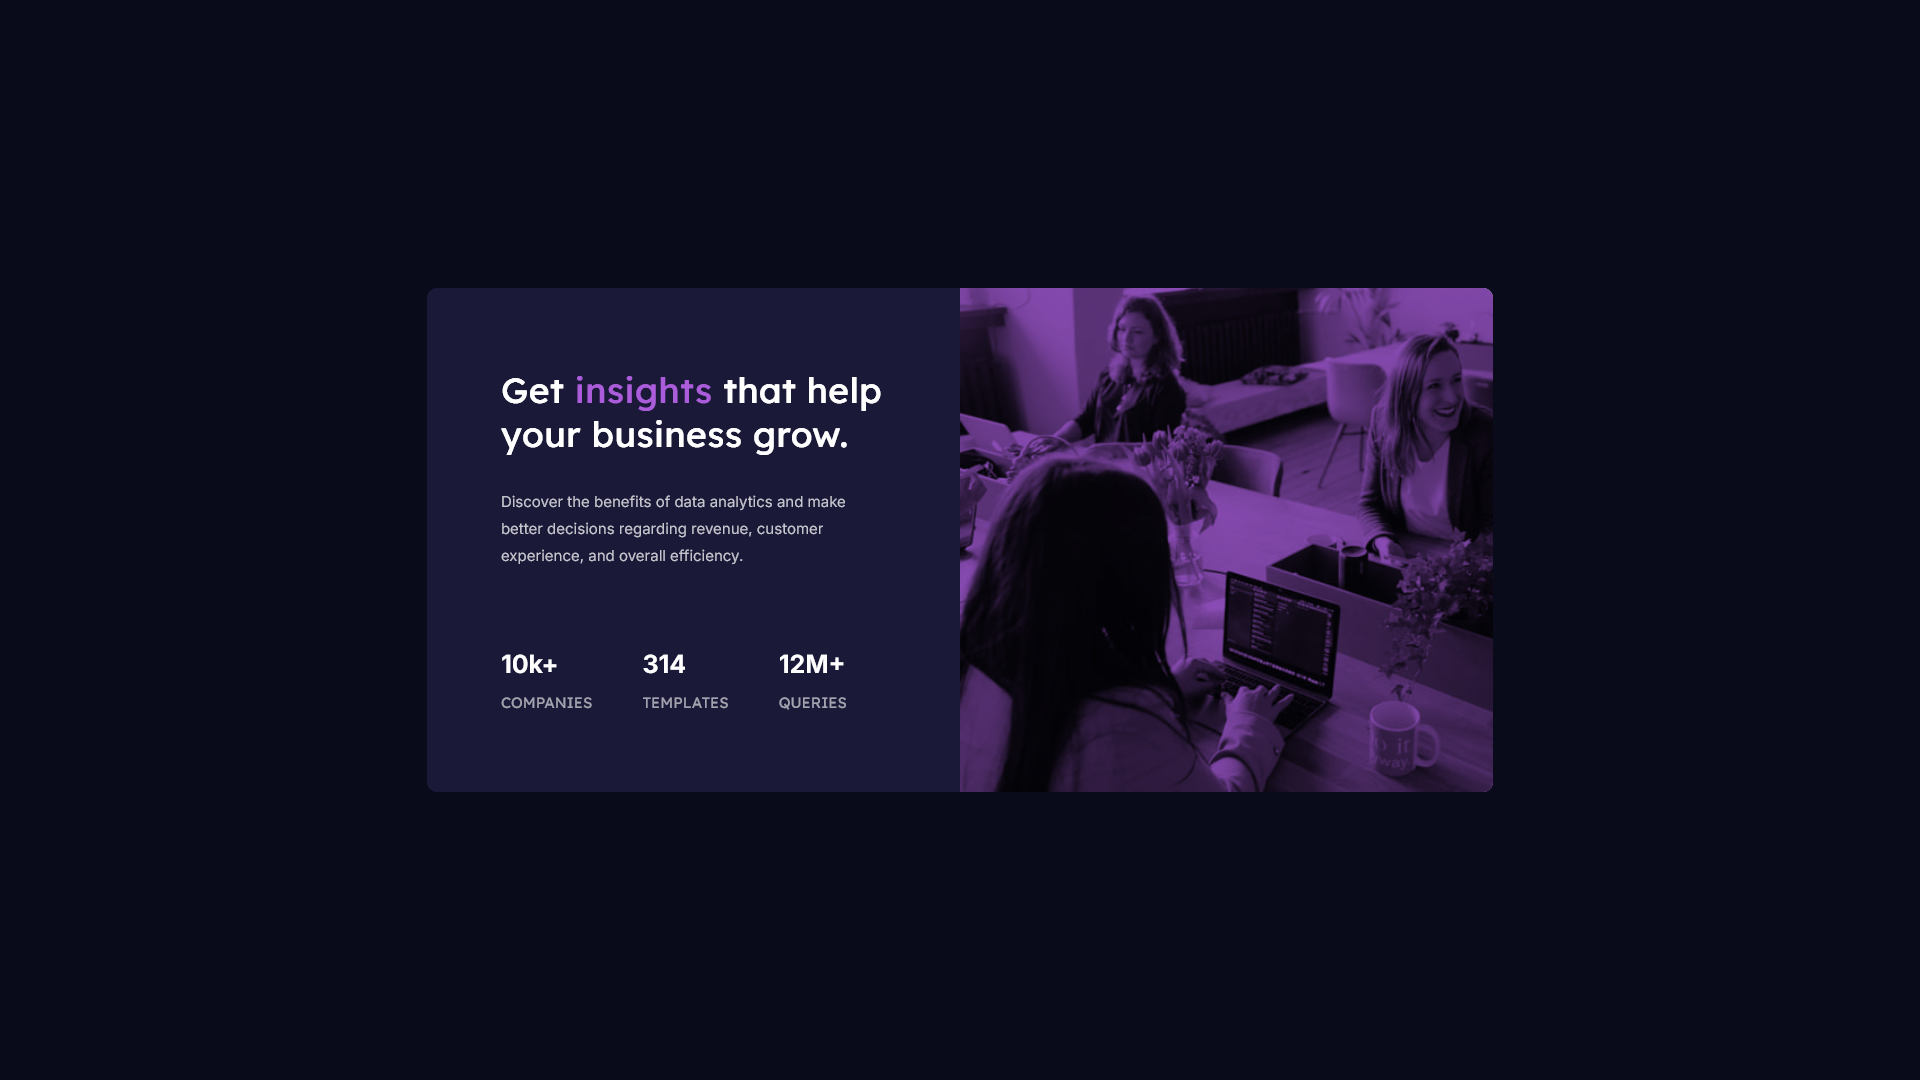 Get insights that help
your business grow.
Discover the benefits of data analytics and make
better decisions regarding revenue, customer
experience, and overall efficiency.
10k+ 314 12M+
COMPANIES TEMPLATES QUERIES